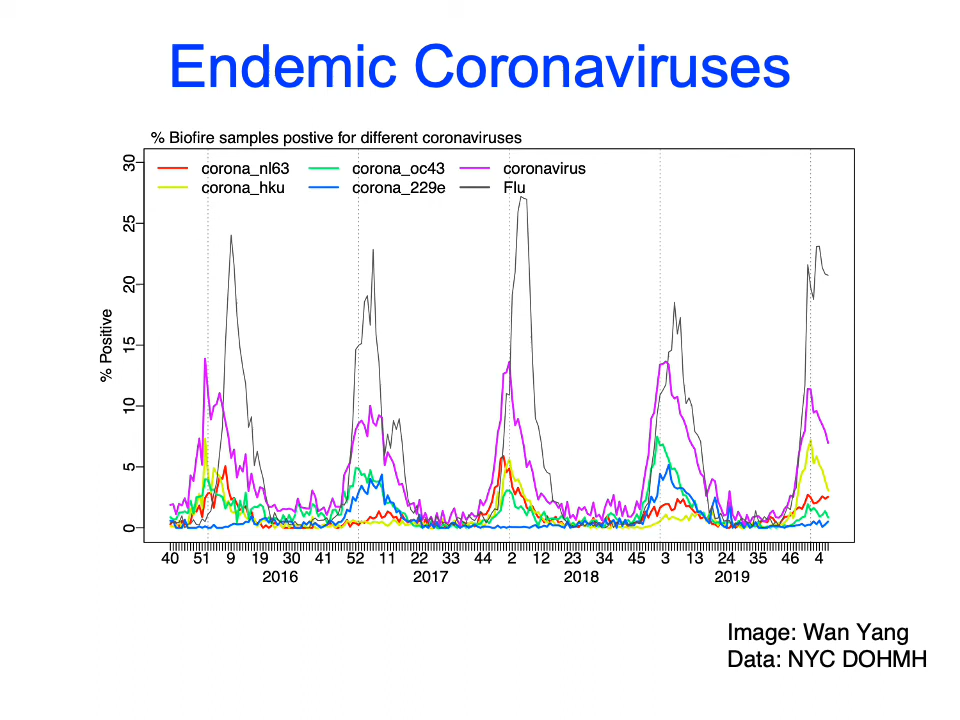 Endemic Coronaviruses
% Biofire samples postive for different coronaviruses
corona_nl63 corona_oc43 coronavirus
corona_hku corona_229e Flu
30
25
20
15
10
5
0
% Positive
40 51 9 19 30 41 52 11 22 33 44 2 12 23 34 45 3 13 24 35 46 4
2016 2017 2018 2019
Image: Wan Yang
Data: NYC DOHMH